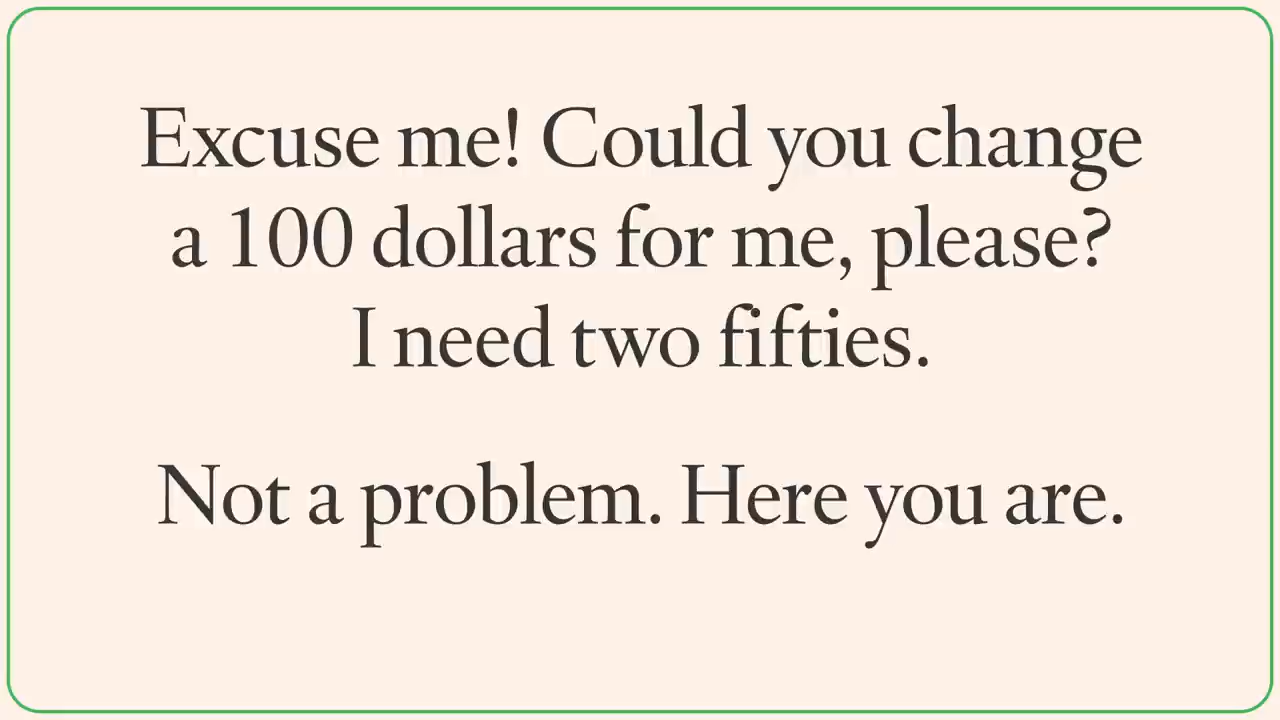 Excuse me! Could you change
a 100 dollars for me, please?
I need two fifties.
Not a problem. Here you are.